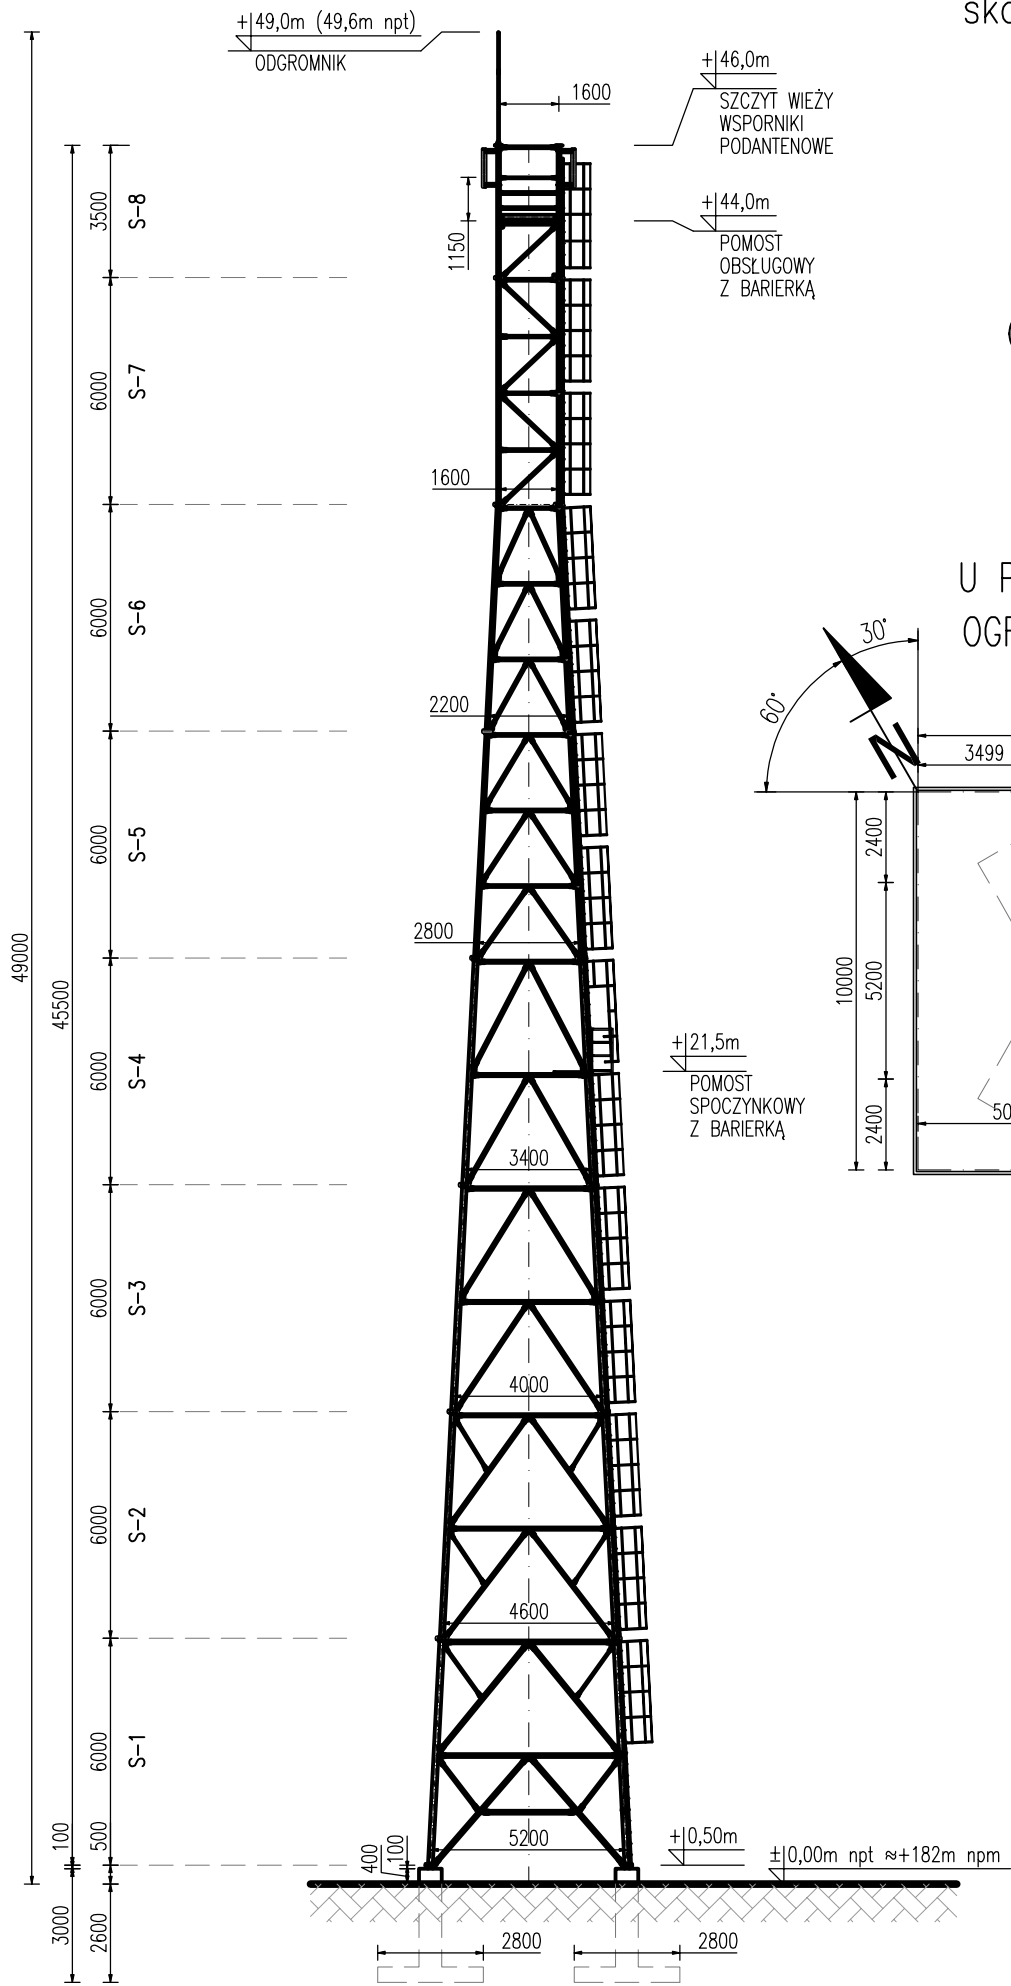 SKO
+49,0m (49,6m npt)
ODGROMNIK
1600
+46,0m
SZCZYT WIEŻY
WSPORNIKI
PODANTENOWE
3500
S-8
1150
+44,0m
POMOST
OBSŁUGOWY
Z BARIERKĄ
6000
S-7
1600
6000
S-6
2200
U P
OGR
30°
60°
N
3499
2400
5200
10000
2400
50
6000
S-5
2800
49000
45500
6000
S-4
+21,5m
POMOST
SPOCZYNKOWY
Z BARIERKĄ
3400
6000
S-3
4000
6000
S-2
4600
6000
S-1
5200
100
500
400
100
+0,50m
±0,00m npt ≈+182m npm
3000
2600
2800
2800